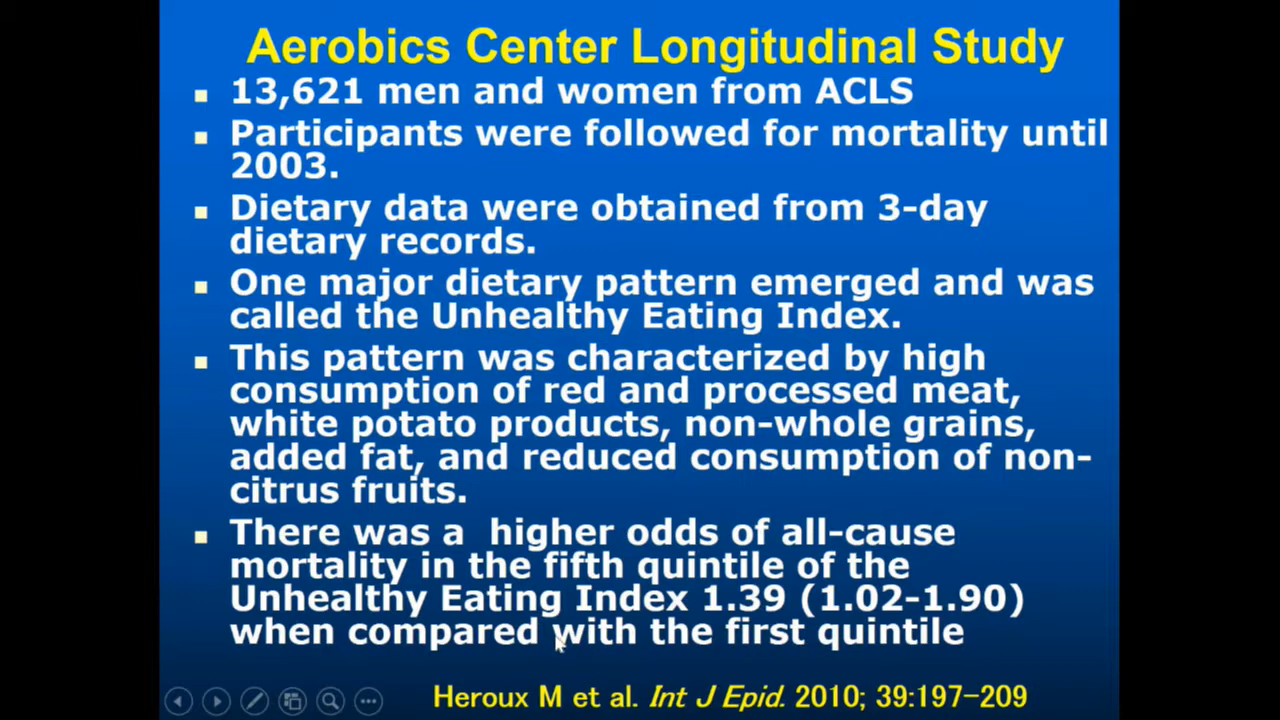 Aerobics Center Longitudinal Study
▪ 13,621 men and women from ACLS
▪ Participants were followed for mortality until
2003.
▪ Dietary data were obtained from 3-day
dietary records.
▪ One major dietary pattern emerged and was
called the Unhealthy Eating Index.
▪ This pattern was characterized by high
consumption of red and processed meat,
white potato products, non-whole grains,
added fat, and reduced consumption of non-
citrus fruits.
▪ There was a  higher odds of all-cause
mortality in the fifth quintile of the
Unhealthy Eating Index 1.39 (1.02-1.90)
when compared with the first quintile
Heroux M et al. Int J Epid. 2010; 39:197-209